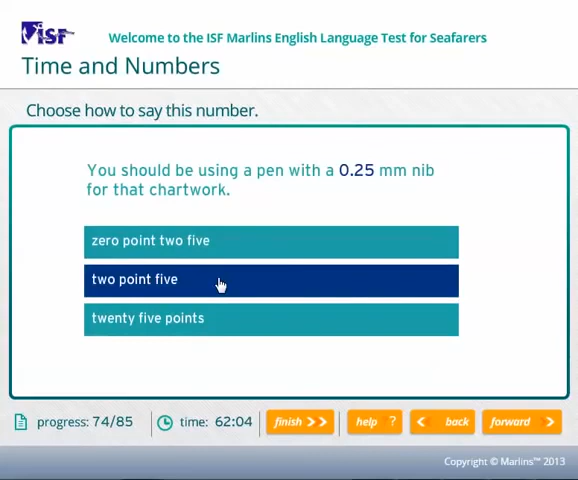 ISF
Welcome to the ISF Marlins English Language Test for Seafarers
Time and Numbers
Choose how to say this number.
You should be using a pen with a 0.25 mm nib
for that chartwork.
zero point two five
two point five
twenty five points
progress: 74/85 time: 62:04 finish >> help ? < back forward >
Copyright © Marlins™ 2013